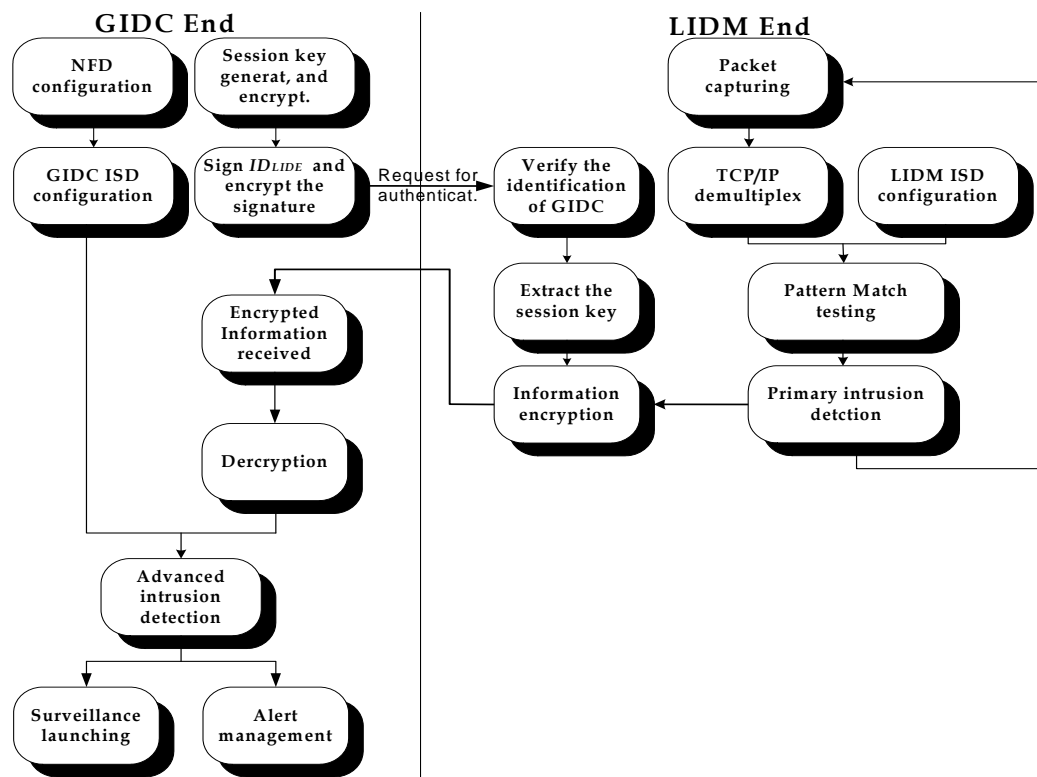 GIDC End
LIDM End
NFD
configuration
Session key
generat, and
encrypt.
Packet
capturing
GIDC ISD
configuration
Sign IDLIDE and
encrypt the
signature
Request for
authenticat.
Verify the
identification
of GIDC
TCP/IP
demultiplex
LIDM ISD
configuration
Encrypted
Information
received
Extract the
session key
Pattern Match
testing
Information
encryption
Primary intrusion
detction
Dercryption
Advanced
intrusion
detection
Surveillance
launching
Alert
management